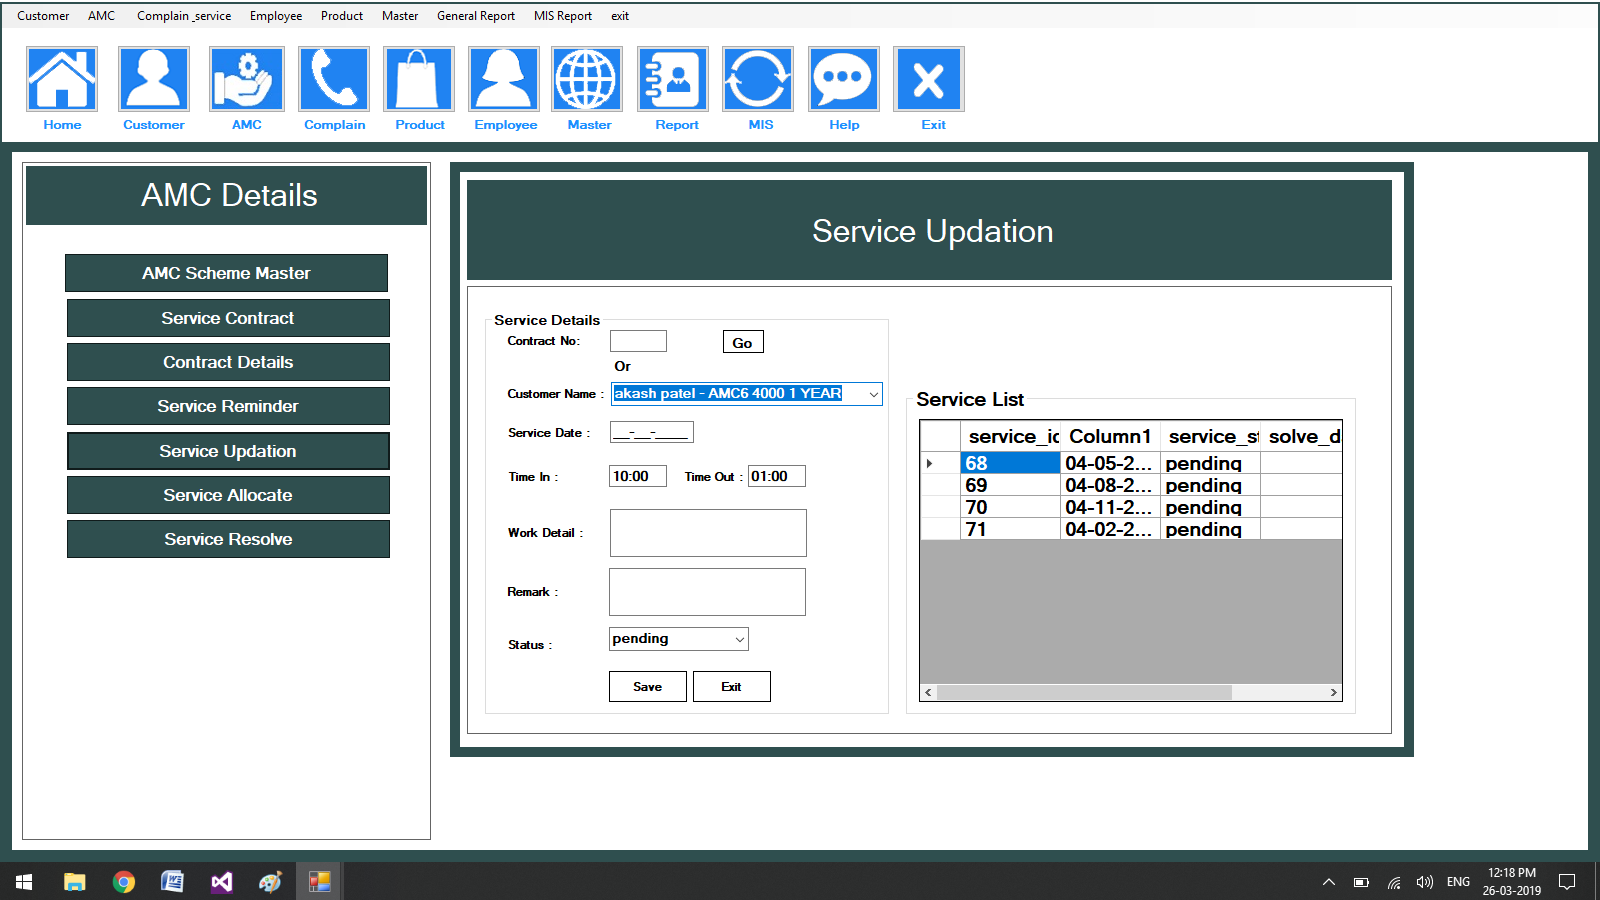 Customer AMC Complain_service Employee Product Master General Report MIS Report exit
Home Customer AMC Complain Product Employee Master Report MIS Help Exit
AMC Details
AMC Scheme Master
Service Contract
Contract Details
Service Reminder
Service Updation
Service Allocate
Service Resolve
Service Updation
Service Details
Contract No: Go
Or
Customer Name : akash patel - AMC6 4000 1 YEAR
Service Date : __-__-____
Time In : 10:00 Time Out : 01:00
Work Detail :
Remark :
Status : pending
Save Exit
Service List
service_ic Column1 service_st solve_d
68 04-05-2... pending
69 04-08-2... pending
70 04-11-2... pending
71 04-02-2... pending
ENG 12:18 PM
26-03-2019